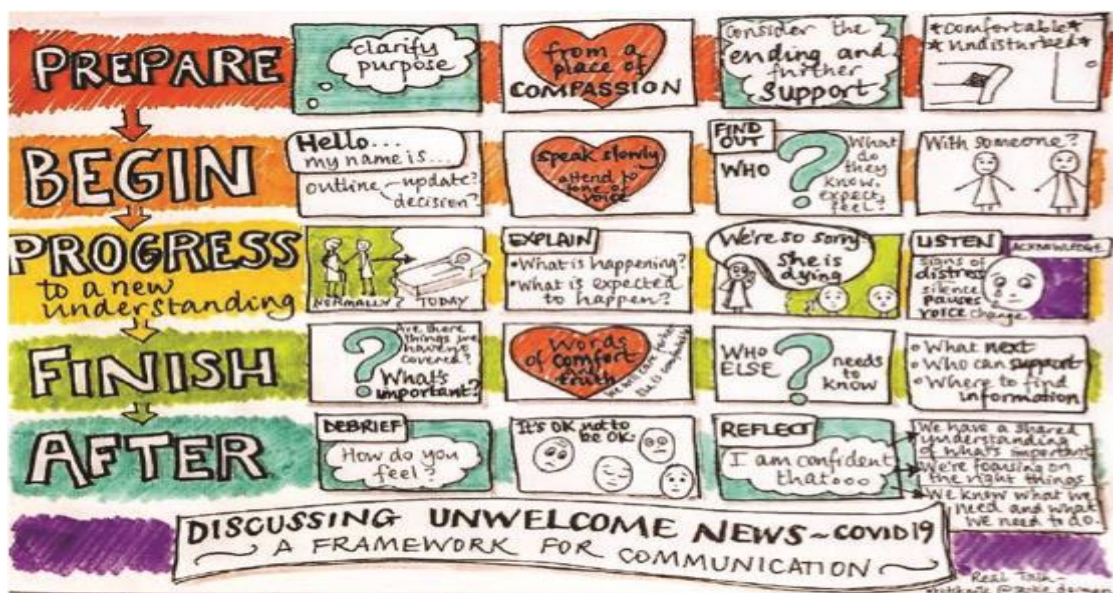 PREPARE
clarify
purpose
from a
place of
COMPASSION
Consider the
ending and
further
support
*Comfortable*
*Undisturbed*
BEGIN
Hello...
my name is...
outline - update?
decision?
speak slowly
attend to
tone of
voice
FIND
OUT
WHO
?
What
do
they
know,
expect,
feel?
With someone?
PROGRESS
to a new
understanding
NORMALLY?
TODAY
EXPLAIN
• What is happening?
• What is expected
to happen?
We're so sorry
She is
dying
LISTEN
ACKNOWLEDGE
signs of
distress
silence
pauses
voice change
FINISH
?
Are there
things we
haven't
covered?
What's
important?
Words
of comfort
and
truth
WHO
ELSE
?
needs
to
know
• What next
• Who can support
• Where to find
information
AFTER
DEBRIEF
How do you
feel?
It's OK not to
be OK.
REFLECT
I am confident
that...
We have a shared
understanding
of what's important
We're focusing on
the right things
We know what we
need and what
we need to do.
DISCUSSING UNWELCOME NEWS ~ COVID19
~ A FRAMEWORK FOR COMMUNICATION ~
Real Talk -